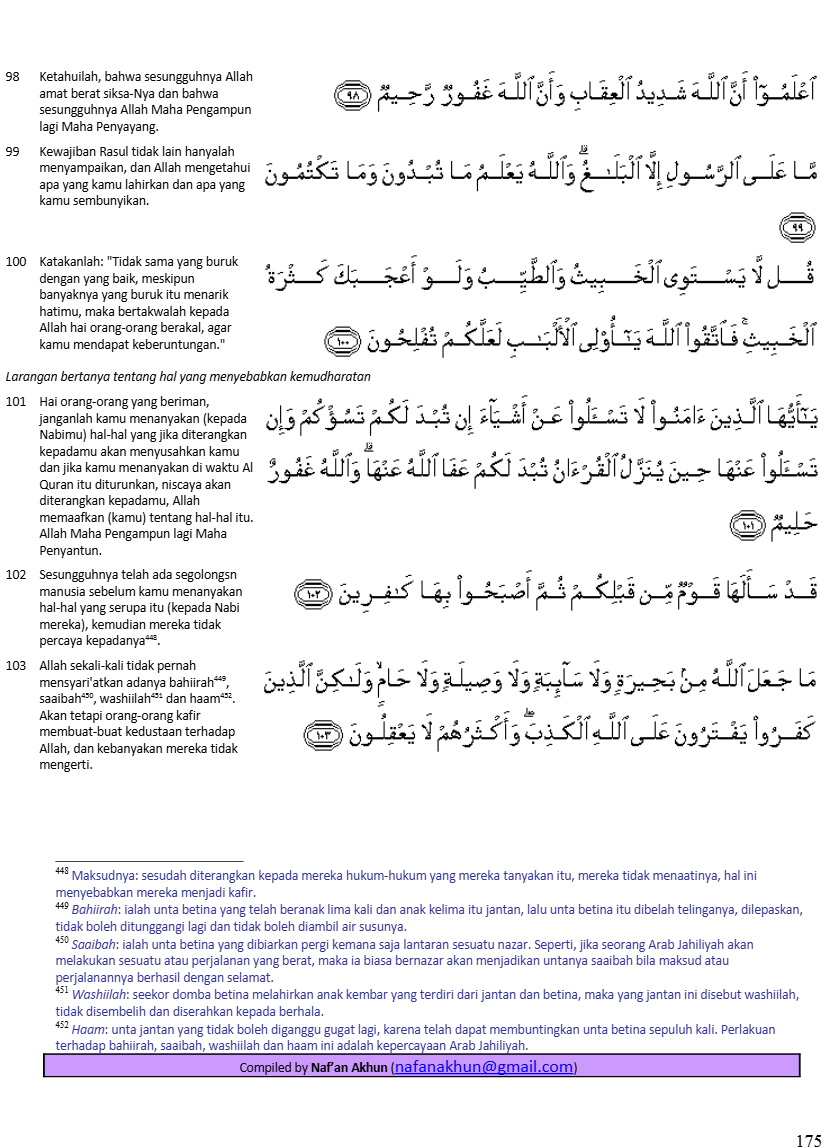 98 Ketahuilah, bahwa sesungguhnya Allah
amat berat siksa-Nya dan bahwa
sesungguhnya Allah Maha Pengampun
lagi Maha Penyayang.
ٱعۡلَمُوٓاْ أَنَّ ٱللَّهَ شَدِيدُ ٱلۡعِقَابِ وَأَنَّ ٱللَّهَ غَفُورٌ رَّحِيمٌ ٩٨
99 Kewajiban Rasul tidak lain hanyalah
menyampaikan, dan Allah mengetahui
apa yang kamu lahirkan dan apa yang
kamu sembunyikan.
مَّا عَلَى ٱلرَّسُولِ إِلَّا ٱلۡبَلَٰغُۗ وَٱللَّهُ يَعۡلَمُ مَا تُبۡدُونَ وَمَا تَكۡتُمُونَ
٩٩
100 Katakanlah: "Tidak sama yang buruk
dengan yang baik, meskipun
banyaknya yang buruk itu menarik
hatimu, maka bertakwalah kepada
Allah hai orang-orang berakal, agar
kamu mendapat keberuntungan."
قُل لَّا يَسۡتَوِى ٱلۡخَبِيثُ وَٱلطَّيِّبُ وَلَوۡ أَعۡجَبَكَ كَثۡرَةُ
ٱلۡخَبِيثِۚ فَٱتَّقُواْ ٱللَّهَ يَٰٓأُوْلِى ٱلۡأَلۡبَٰبِ لَعَلَّكُمۡ تُفۡلِحُونَ ١٠٠
Larangan bertanya tentang hal yang menyebabkan kemudharatan
101 Hai orang-orang yang beriman,
janganlah kamu menanyakan (kepada
Nabimu) hal-hal yang jika diterangkan
kepadamu akan menyusahkan kamu
dan jika kamu menanyakan di waktu Al
Quran itu diturunkan, niscaya akan
diterangkan kepadamu, Allah
memaafkan (kamu) tentang hal-hal itu.
Allah Maha Pengampun lagi Maha
Penyantun.
يَٰٓأَيُّهَا ٱلَّذِينَ ءَامَنُواْ لَا تَسۡـَٔلُواْ عَنۡ أَشۡيَآءَ إِن تُبۡدَ لَكُمۡ تَسُؤۡكُمۡ وَإِن
تَسۡـَٔلُواْ عَنۡهَا حِينَ يُنَزَّلُ ٱلۡقُرۡءَانُ تُبۡدَ لَكُمۡ عَفَا ٱللَّهُ عَنۡهَاۗ وَٱللَّهُ غَفُورٌ
حَلِيمٌ ١٠١
102 Sesungguhnya telah ada segolongsn
manusia sebelum kamu menanyakan
hal-hal yang serupa itu (kepada Nabi
mereka), kemudian mereka tidak
percaya kepadanya⁴⁴⁸.
قَدۡ سَأَلَهَا قَوۡمٌ مِّن قَبۡلِكُمۡ ثُمَّ أَصۡبَحُواْ بِهَا كَٰفِرِينَ ١٠٢
103 Allah sekali-kali tidak pernah
mensyari'atkan adanya bahiirah⁴⁴⁹,
saaibah⁴⁵⁰, washiilah⁴⁵¹ dan haam⁴⁵².
Akan tetapi orang-orang kafir
membuat-buat kedustaan terhadap
Allah, dan kebanyakan mereka tidak
mengerti.
مَا جَعَلَ ٱللَّهُ مِنۢ بَحِيرَةٍ وَلَا سَآئِبَةٍ وَلَا وَصِيلَةٍ وَلَا حَامٍۙ وَلَٰكِنَّ ٱلَّذِينَ
كَفَرُواْ يَفۡتَرُونَ عَلَى ٱللَّهِ ٱلۡكَذِبَۖ وَأَكۡثَرُهُمۡ لَا يَعۡقِلُونَ ١٠٣
⁴⁴⁸ Maksudnya: sesudah diterangkan kepada mereka hukum-hukum yang mereka tanyakan itu, mereka tidak menaatinya, hal ini
menyebabkan mereka menjadi kafir.
⁴⁴⁹ Bahiirah: ialah unta betina yang telah beranak lima kali dan anak kelima itu jantan, lalu unta betina itu dibelah telinganya, dilepaskan,
tidak boleh ditunggangi lagi dan tidak boleh diambil air susunya.
⁴⁵⁰ Saaibah: ialah unta betina yang dibiarkan pergi kemana saja lantaran sesuatu nazar. Seperti, jika seorang Arab Jahiliyah akan
melakukan sesuatu atau perjalanan yang berat, maka ia biasa bernazar akan menjadikan untanya saaibah bila maksud atau
perjalanannya berhasil dengan selamat.
⁴⁵¹ Washiilah: seekor domba betina melahirkan anak kembar yang terdiri dari jantan dan betina, maka yang jantan ini disebut washiilah,
tidak disembelih dan diserahkan kepada berhala.
⁴⁵² Haam: unta jantan yang tidak boleh diganggu gugat lagi, karena telah dapat membuntingkan unta betina sepuluh kali. Perlakuan
terhadap bahiirah, saaibah, washiilah dan haam ini adalah kepercayaan Arab Jahiliyah.
Compiled by Naf'an Akhun (nafanakhun@gmail.com)
175